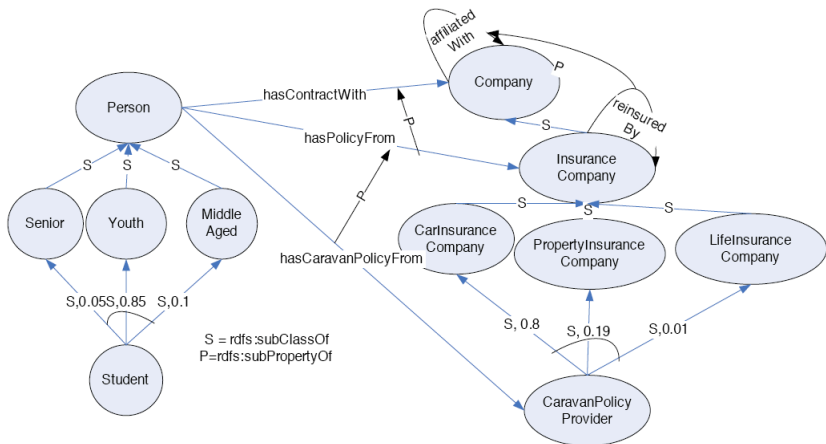 affiliated
With
Company
P
Person
hasContractWith
reinsured
By
P
S
hasPolicyFrom
Insurance
Company
S
S
S
P
S
S
S
Senior
Youth
Middle
Aged
CarInsurance
Company
PropertyInsurance
Company
LifeInsurance
Company
hasCaravanPolicyFrom
S,0.05
S,0.85
S,0.1
S, 0.8
S, 0.19
S,0.01
S = rdfs:subClassOf
P=rdfs:subPropertyOf
Student
CaravanPolicy
Provider